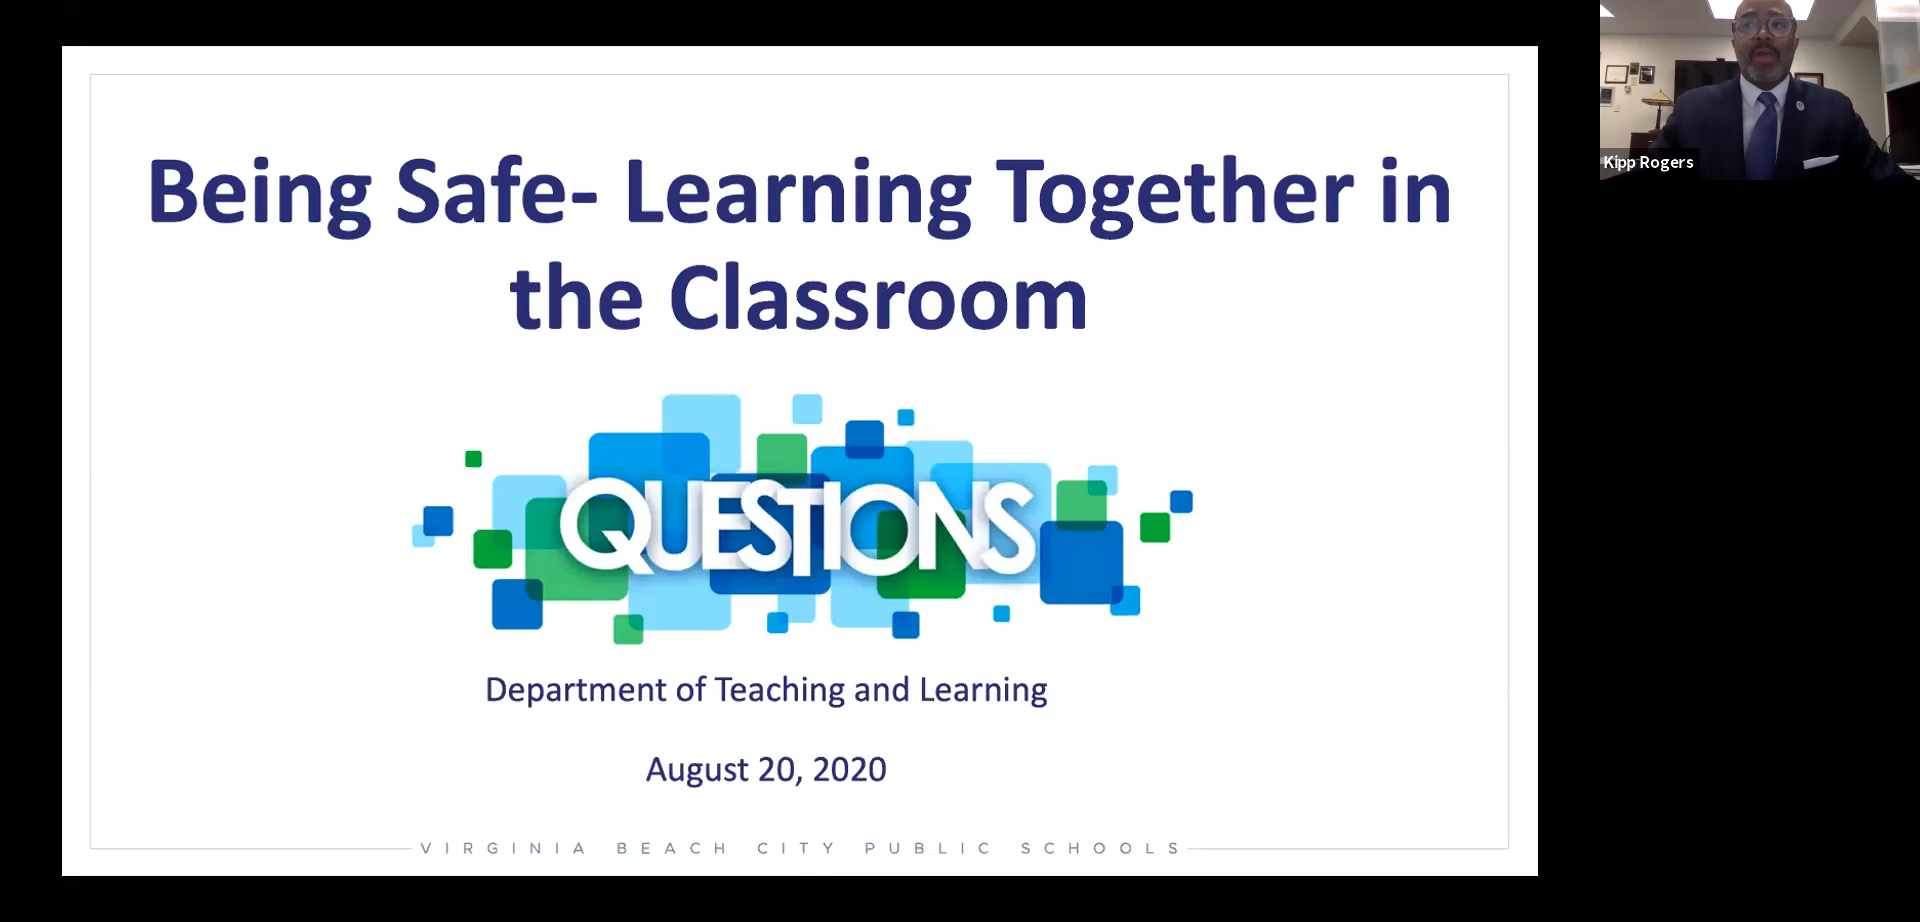 Being Safe- Learning Together in
the Classroom
QUESTIONS
Department of Teaching and Learning
August 20, 2020
VIRGINIA BEACH CITY PUBLIC SCHOOLS
Kipp Rogers